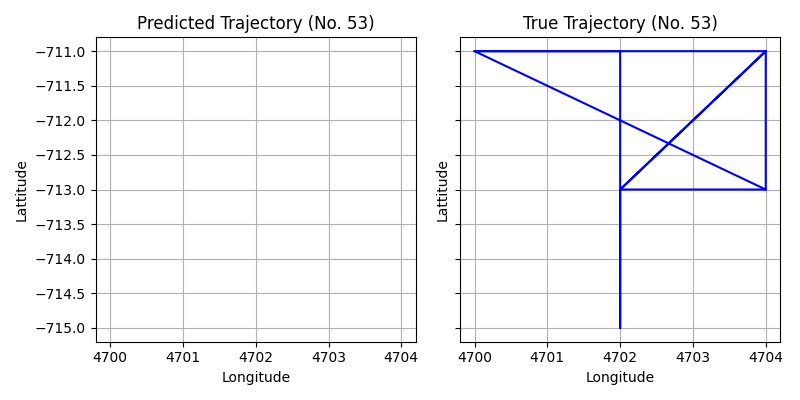 Predicted Trajectory (No. 53)
−711.0
−711.5
−712.0
−712.5
−713.0
−713.5
−714.0
−714.5
−715.0
Lattitude
4700 4701 4702 4703 4704
Longitude
True Trajectory (No. 53)
Lattitude
4700 4701 4702 4703 4704
Longitude